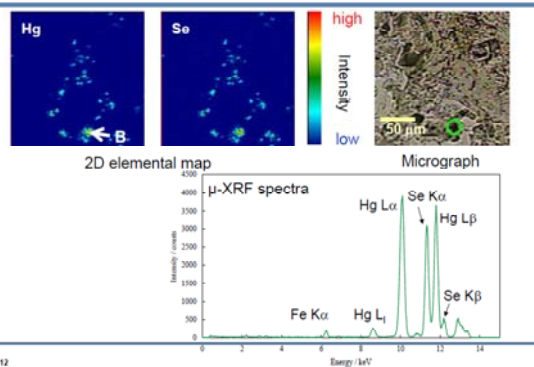 Hg
Se
high
Intensity
low
B
50 μm
2D elemental map
Micrograph
μ-XRF spectra
4500
4000
3500
3000
2500
2000
1500
1000
500
0
Intensity / counts
Hg Lα
Se Kα
Hg Lβ
Se Kβ
Fe Kα
Hg Lₗ
0 2 4 6 8 10 12 14
Energy / keV
12